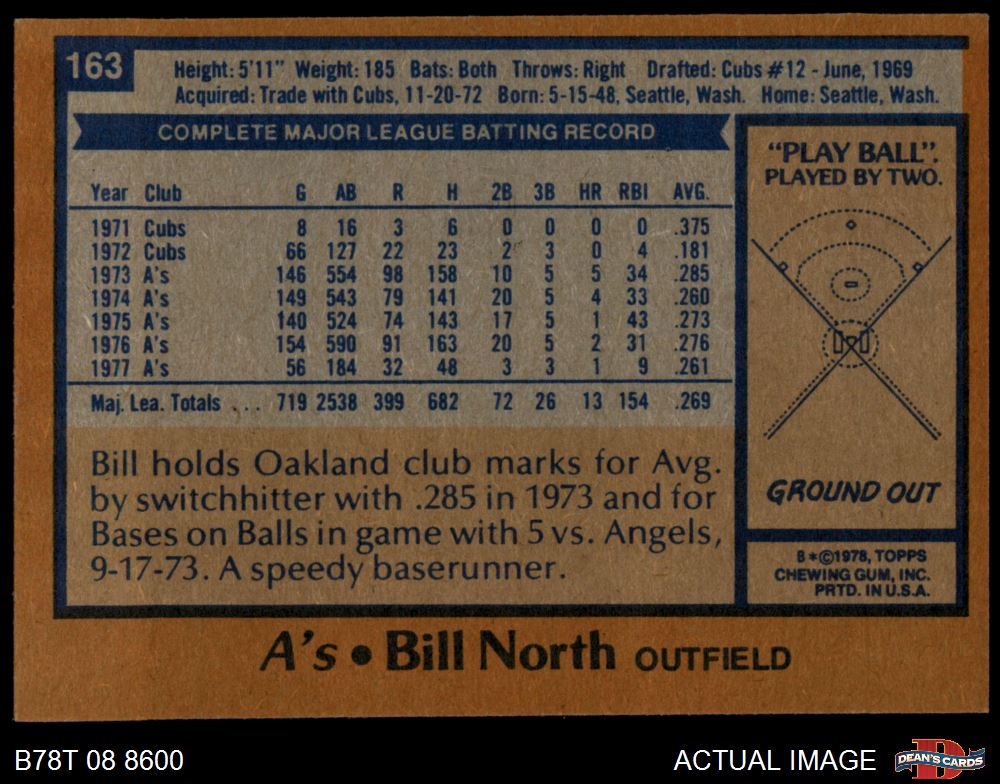 163
Height: 5'11" Weight: 185 Bats: Both Throws: Right Drafted: Cubs #12 - June, 1969
Acquired: Trade with Cubs, 11-20-72 Born: 5-15-48, Seattle, Wash. Home: Seattle, Wash.
COMPLETE MAJOR LEAGUE BATTING RECORD
Year Club G AB R H 2B 3B HR RBI AVG.
1971 Cubs 8 16 3 6 0 0 0 0 .375
1972 Cubs 66 127 22 23 2 3 0 4 .181
1973 A's 146 554 98 158 10 5 5 34 .285
1974 A's 149 543 79 141 20 5 4 33 .260
1975 A's 140 524 74 143 17 5 1 43 .273
1976 A's 154 590 91 163 20 5 2 31 .276
1977 A's 56 184 32 48 3 3 1 9 .261
Maj. Lea. Totals ... 719 2538 399 682 72 26 13 154 .269
Bill holds Oakland club marks for Avg.
by switchhitter with .285 in 1973 and for
Bases on Balls in game with 5 vs. Angels,
9-17-73. A speedy baserunner.
"PLAY BALL".
PLAYED BY TWO.
GROUND OUT
B*©1978, TOPPS
CHEWING GUM, INC.
PRTD. IN U.S.A.
A's • Bill North OUTFIELD
B78T 08 8600
ACTUAL IMAGE
D
DEAN'S CARDS